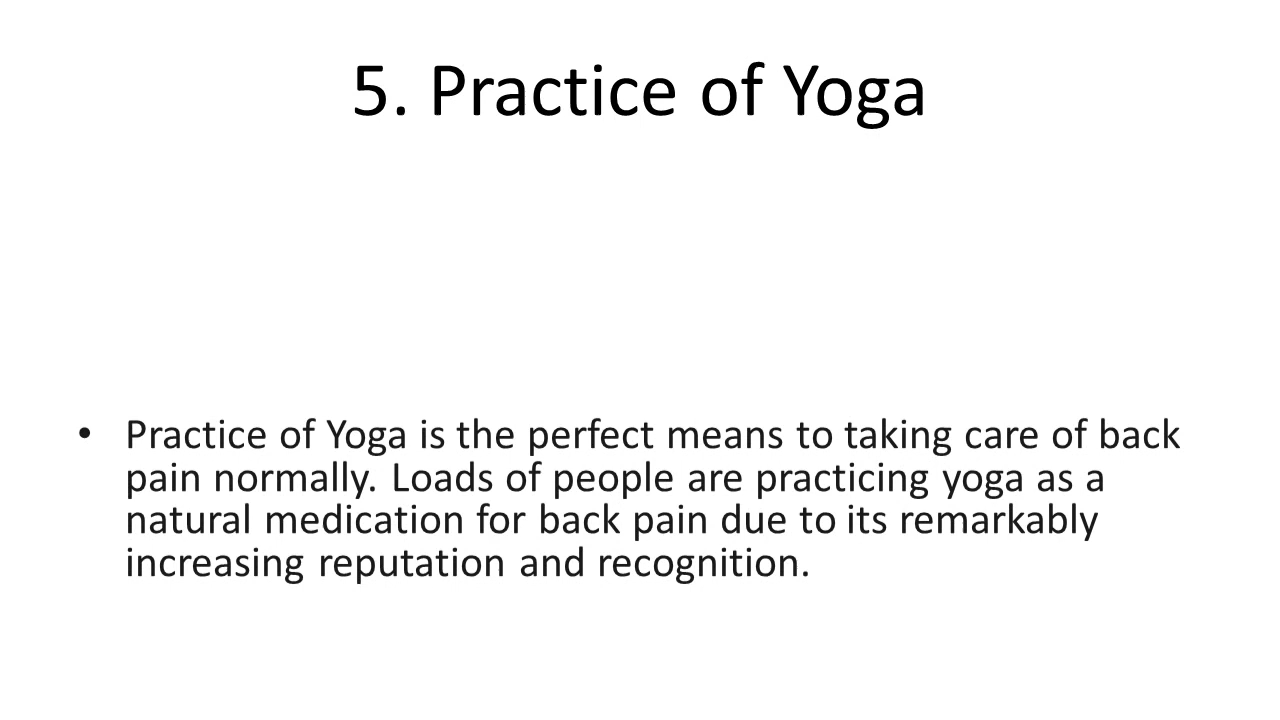 5. Practice of Yoga
• Practice of Yoga is the perfect means to taking care of back
pain normally. Loads of people are practicing yoga as a
natural medication for back pain due to its remarkably
increasing reputation and recognition.